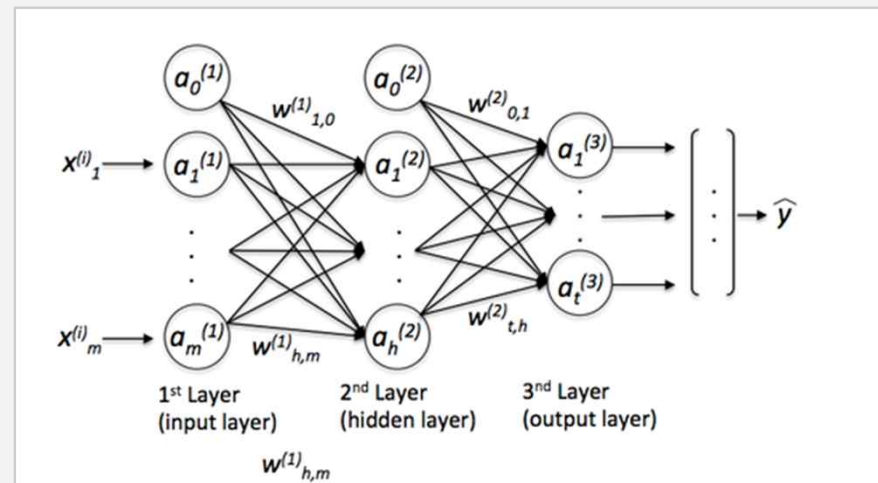 a₀⁽¹⁾
a₀⁽²⁾
w⁽¹⁾₁,₀
w⁽²⁾₀,₁
x⁽ⁱ⁾₁
a₁⁽¹⁾
a₁⁽²⁾
a₁⁽³⁾
ŷ
x⁽ⁱ⁾ₘ
aₘ⁽¹⁾
w⁽¹⁾ₕ,ₘ
aₕ⁽²⁾
w⁽²⁾ₜ,ₕ
aₜ⁽³⁾
1ˢᵗ Layer
(input layer)
2ⁿᵈ Layer
(hidden layer)
3ⁿᵈ Layer
(output layer)
w⁽¹⁾ₕ,ₘ